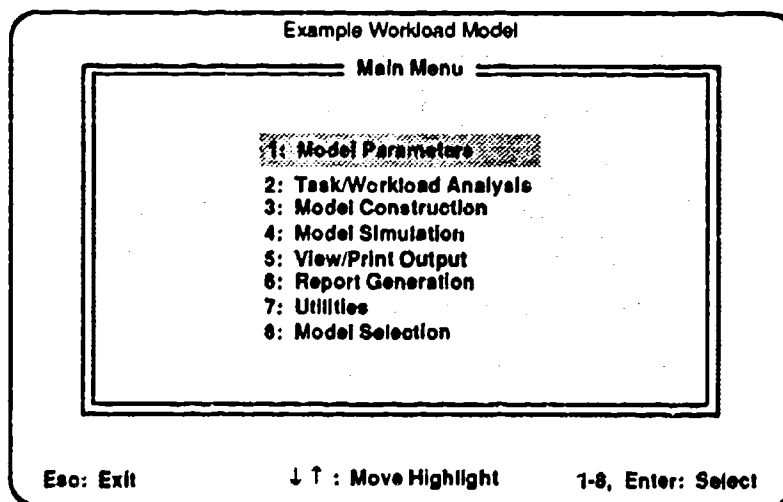 Example Workload Model
Main Menu
1: Model Parameters
2: Task/Workload Analysis
3: Model Construction
4: Model Simulation
5: View/Print Output
6: Report Generation
7: Utilities
8: Model Selection
Esc: Exit ↓ ↑ : Move Highlight 1-8, Enter: Select